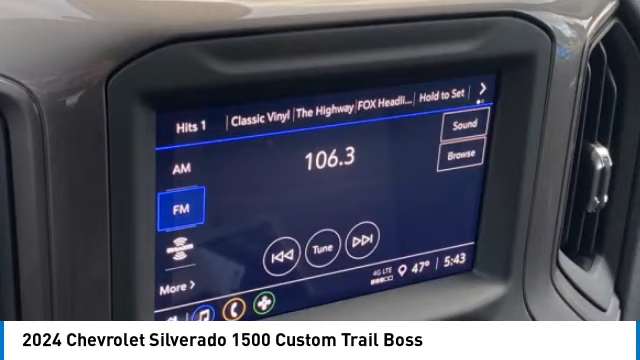 Hits 1 | Classic Vinyl | The Highway | FOX Headli... | Hold to Set |
Sound
AM
106.3
Browse
FM
Tune
More
4G LTE
47° | 5:43
2024 Chevrolet Silverado 1500 Custom Trail Boss